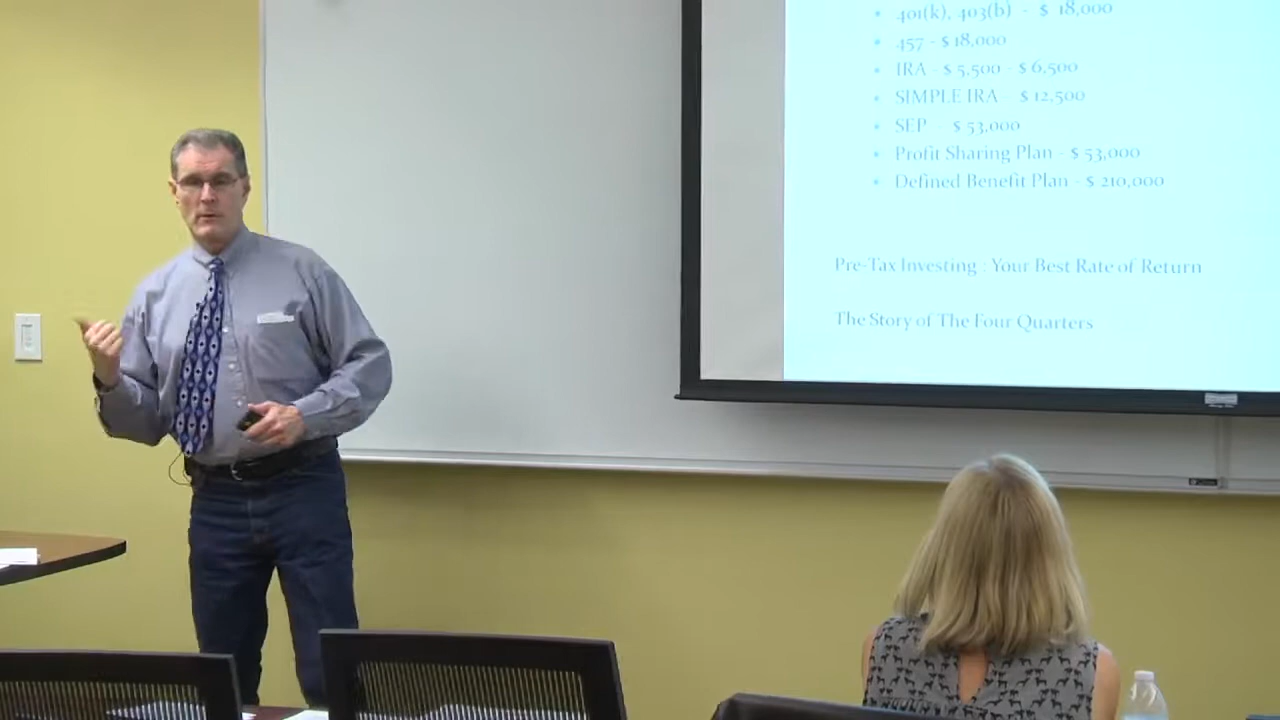 • 401(k), 403(b) - $ 18,000
• 457 - $ 18,000
• IRA - $ 5,500 - $ 6,500
• SIMPLE IRA - $ 12,500
• SEP - $ 53,000
• Profit Sharing Plan - $ 53,000
• Defined Benefit Plan - $ 210,000
Pre-Tax Investing : Your Best Rate of Return
The Story of The Four Quarters